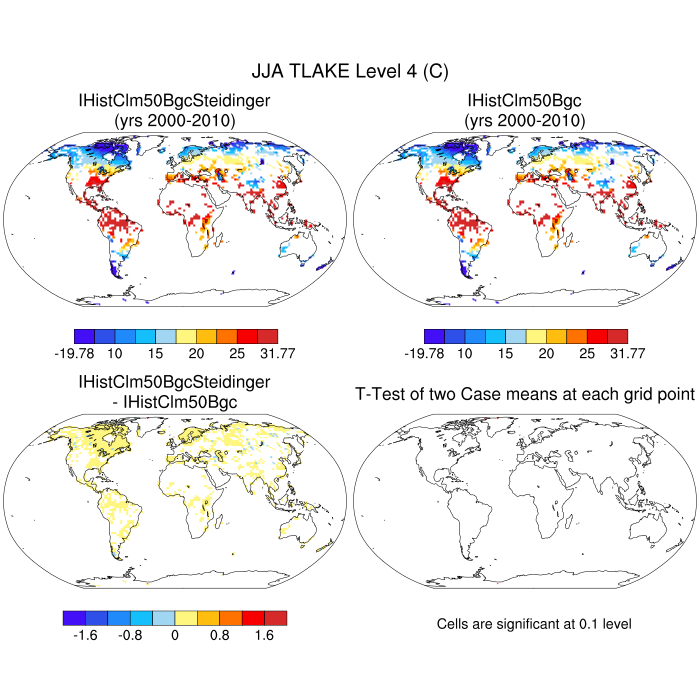 JJA TLAKE Level 4 (C)
IHistClm50BgcSteidinger
(yrs 2000-2010)
IHistClm50Bgc
(yrs 2000-2010)
-19.78 10 15 20 25 31.77
-19.78 10 15 20 25 31.77
IHistClm50BgcSteidinger
- IHistClm50Bgc
T-Test of two Case means at each grid point
-1.6 -0.8 0 0.8 1.6
Cells are significant at 0.1 level